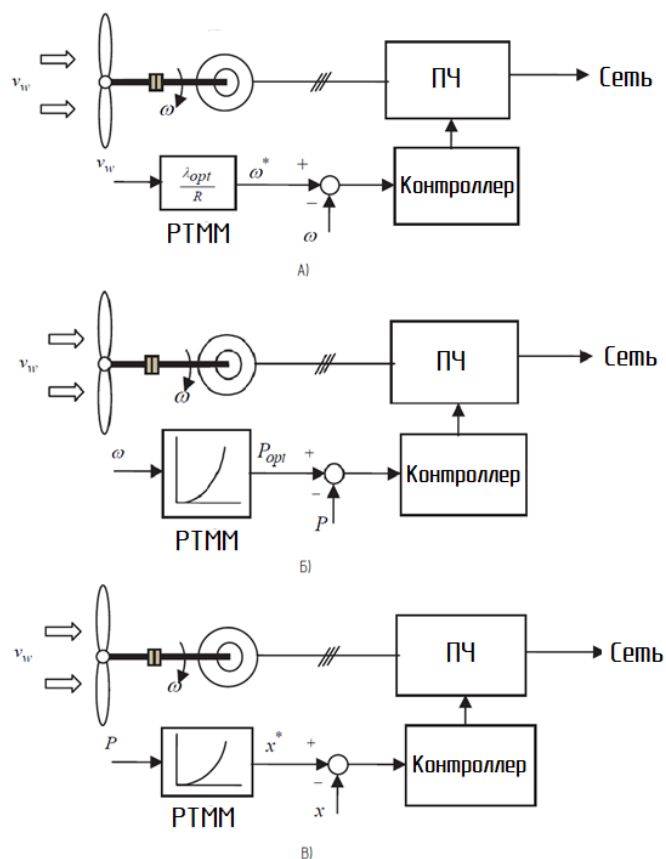 v_w
ω
ПЧ
Сеть
v_w
λ_opt
R
ω*
+
−
ω
РТММ
Контроллер
А)
v_w
ω
ПЧ
Сеть
ω
P_opt
+
−
P
РТММ
Контроллер
Б)
v_w
ω
ПЧ
Сеть
P
x*
+
−
x
РТММ
Контроллер
В)